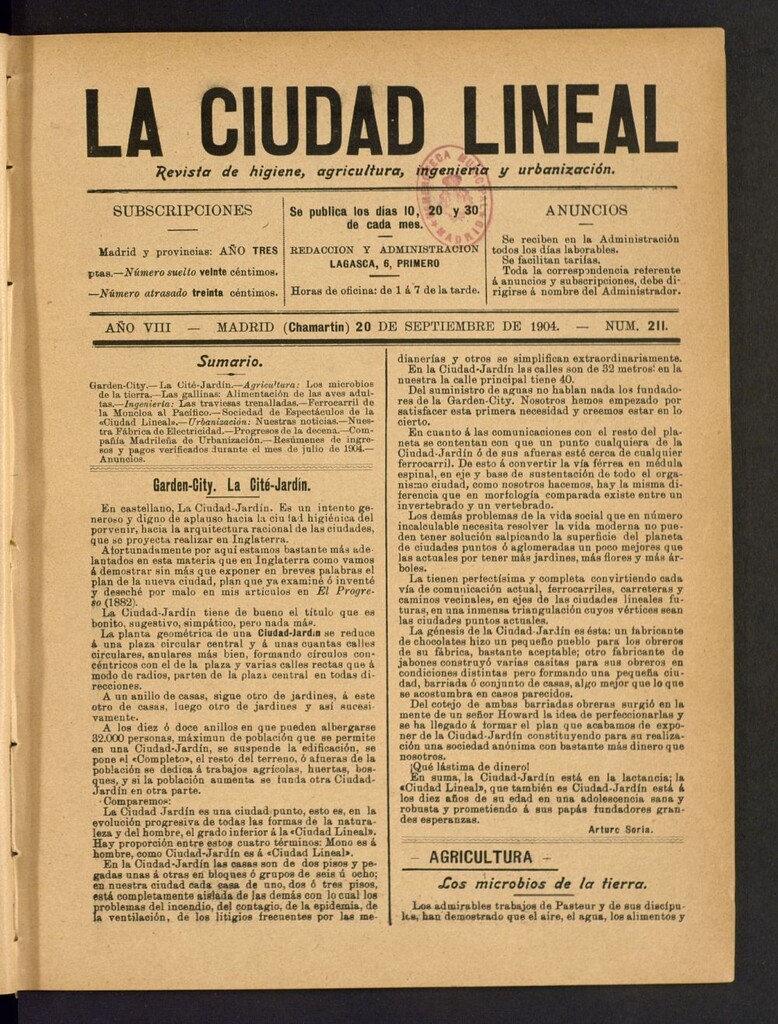 LA CIUDAD LINEAL
Revista de higiene, agricultura, ingeniería y urbanización.
HEMEROTECA MUNICIPAL
MADRID
SUBSCRIPCIONES
Madrid y provincias: AÑO TRES
ptas.—Número suelto veinte céntimos.
—Número atrasado treinta céntimos.
Se publica los días 10, 20 y 30
de cada mes.
REDACCION Y ADMINISTRACION
LAGASCA, 6, PRIMERO
Horas de oficina: de 1 á 7 de la tarde.
ANUNCIOS
Se reciben en la Administración
todos los días laborables.
Se facilitan tarifas.
Toda la correspondencia referente
á anuncios y subscripciones, debe di-
rigirse á nombre del Administrador.
AÑO VIII — MADRID (Chamartin) 20 DE SEPTIEMBRE DE 1904. — NUM. 211.
Sumario.
Garden-City.—La Cité-Jardín.—Agricultura: Los microbios
de la tierra.—Las gallinas: Alimentación de las aves adul-
tas.—Ingeniería: Las traviesas trenalladas.—Ferrocarril de
la Moncloa al Pacífico.—Sociedad de Espectáculos de la
«Ciudad Lineal».—Urbanización: Nuestras noticias.—Nues-
tra Fábrica de Electricidad.—Progresos de la decena.—Com-
pañía Madrileña de Urbanización.—Resúmenes de ingre-
sos y pagos verificados durante el mes de julio de 1904.—
Anuncios.
Garden-City. La Cité-Jardin.
En castellano, La Ciudad-Jardín. Es un intento ge-
neroso y digno de aplauso hacia la ciudad higiénica del
porvenir, hacia la arquitectura racional de las ciudades,
que se proyecta realizar en Inglaterra.
Afortunadamente por aquí estamos bastante más ade-
lantados en esta materia que en Inglaterra como vamos
á demostrar sin más que exponer en breves palabras el
plan de la nueva ciudad, plan que ya examiné ó inventé
y deseché por malo en mis artículos en El Progre-
so (1882).
La Ciudad-Jardín tiene de bueno el título que es
bonito, sugestivo, simpático, pero nada más.
La planta geométrica de una Ciudad-Jardin se reduce
á una plaza circular central y á unas cuantas calles
circulares, anulares más bien, formando círculos con-
céntricos con el de la plaza y varias calles rectas que á
modo de radios, parten de la plaza central en todas di-
recciones.
A un anillo de casas, sigue otro de jardines, á este
otro de casas, luego otro de jardines y así sucesi-
vamente.
A los diez ó doce anillos en que pueden albergarse
32.000 personas, máximun de población que se permite
en una Ciudad-Jardín, se suspende la edificación, se
pone el «Completo», el resto del terreno, ó afueras de la
población se dedica á trabajos agrícolas, huertas, bos-
ques, y si la población aumenta se funda otra Ciudad-
Jardín en otra parte.
Comparemos:
La Ciudad Jardín es una ciudad punto, esto es, en la
evolución progresiva de todas las formas de la natura-
leza y del hombre, el grado inferior á la «Ciudad Lineal».
Hay proporción entre estos cuatro términos: Mono es á
hombre, como Ciudad-Jardín es á «Ciudad Lineal».
En la Ciudad-Jardín las casas son de dos pisos y pe-
gadas unas á otras en bloques ó grupos de seis ú ocho;
en nuestra ciudad cada casa de uno, dos ó tres pisos,
está completamente aislada de las demás con lo cual los
problemas del incendio, del contagio, de la epidemia, de
la ventilación, de los litigios frecuentes por las me-
dianerías y otros se simplifican extraordinariamente.
En la Ciudad-Jardín las calles son de 32 metros: en la
nuestra la calle principal tiene 40.
Del suministro de aguas no hablan nada los fundado-
res de la Garden-City. Nosotros hemos empezado por
satisfacer esta primera necesidad y creemos estar en lo
cierto.
En cuanto á las comunicaciones con el resto del pla-
neta se contentan con que un punto cualquiera de la
Ciudad-Jardín ó de sus afueras esté cerca de cualquier
ferrocarril. De esto á convertir la vía férrea en médula
espinal, en eje y base de sustentación de todo el orga-
nismo ciudad, como nosotros hacemos, hay la misma di-
ferencia que en morfología comparada existe entre un
invertebrado y un vertebrado.
Los demás problemas de la vida social que en número
incalculable necesita resolver la vida moderna no pue-
den tener solución salpicando la superficie del planeta
de ciudades puntos ó aglomeradas un poco mejores que
las actuales por tener más jardines, más flores y más ár-
boles.
La tienen perfectísima y completa convirtiendo cada
vía de comunicación actual, ferrocarriles, carreteras y
caminos vecinales, en ejes de las ciudades lineales fu-
turas, en una inmensa triangulación cuyos vértices sean
las ciudades puntos actuales.
La génesis de la Ciudad-Jardín es ésta: un fabricante
de chocolates hizo un pequeño pueblo para los obreros
de su fábrica, bastante aceptable; otro fabricante de
jabones construyó varias casitas para sus obreros en
condiciones distintas pero formando una pequeña ciu-
dad, barriada ó conjunto de casas, algo mejor que lo que
se acostumbra en casos parecidos.
Del cotejo de ambas barriadas obreras surgió en la
mente de un señor Howard la idea de perfeccionarlas y
se ha llegado á formar el plan que acabamos de expo-
ner de la Ciudad Jardín constituyendo para su realiza-
ción una sociedad anónima con bastante más dinero que
nosotros.
¡Qué lástima de dinero!
En suma, la Ciudad-Jardín está en la lactancia; la
«Ciudad Lineal», que también es Ciudad-Jardín está á
los diez años de su edad en una adolescencia sana y
robusta y prometiendo á sus papás fundadores gran-
des esperanzas.
Arturo Soria.
— AGRICULTURA —
Los microbios de la tierra.
Los admirables trabajos de Pasteur y de sus discípu-
los, han demostrado que el aire, el agua, los alimentos y